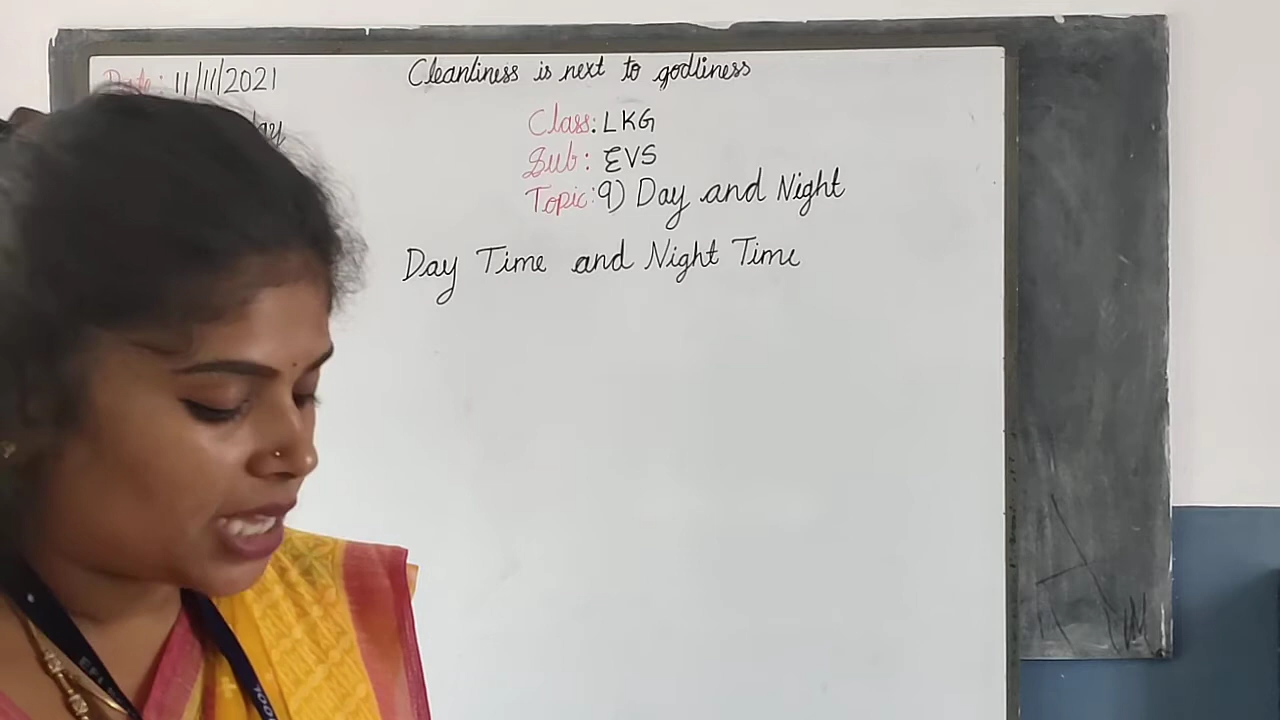 Date: 11/11/2021
Cleanliness is next to godliness
Class: LKG
Sub: EVS
Topic: 9) Day and Night
Day Time and Night Time